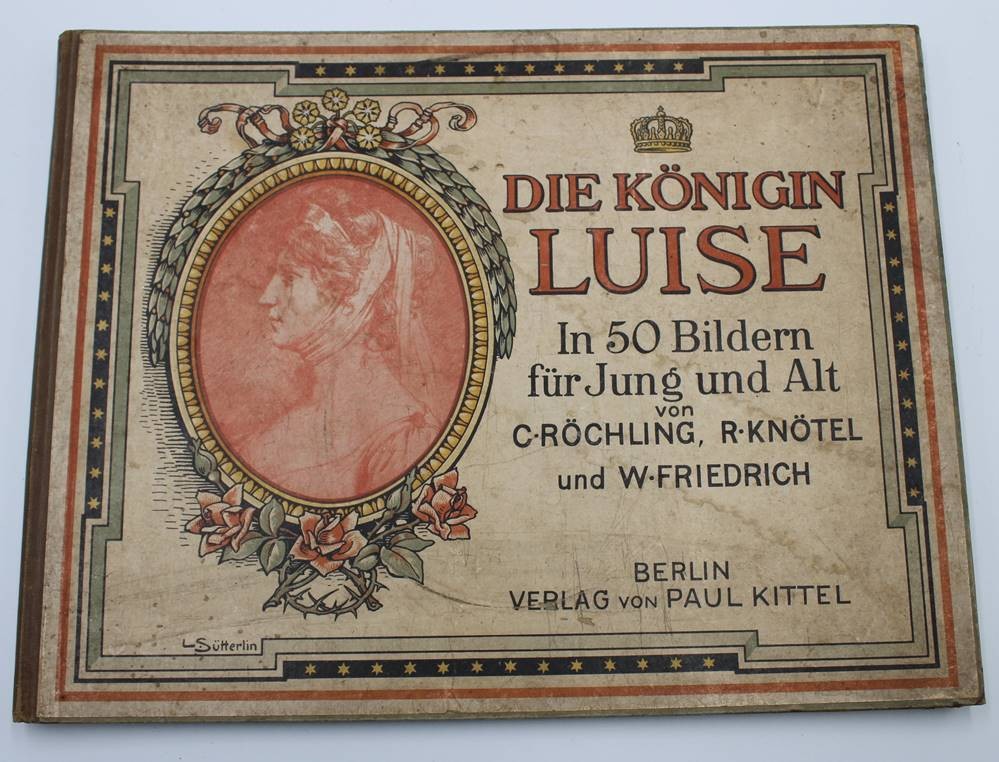 DIE KÖNIGIN
LUISE
In 50 Bildern
für Jung und Alt
von
C·RÖCHLING, R·KNÖTEL
und W·FRIEDRICH
BERLIN
VERLAG VON PAUL KITTEL
L·Sütterlin